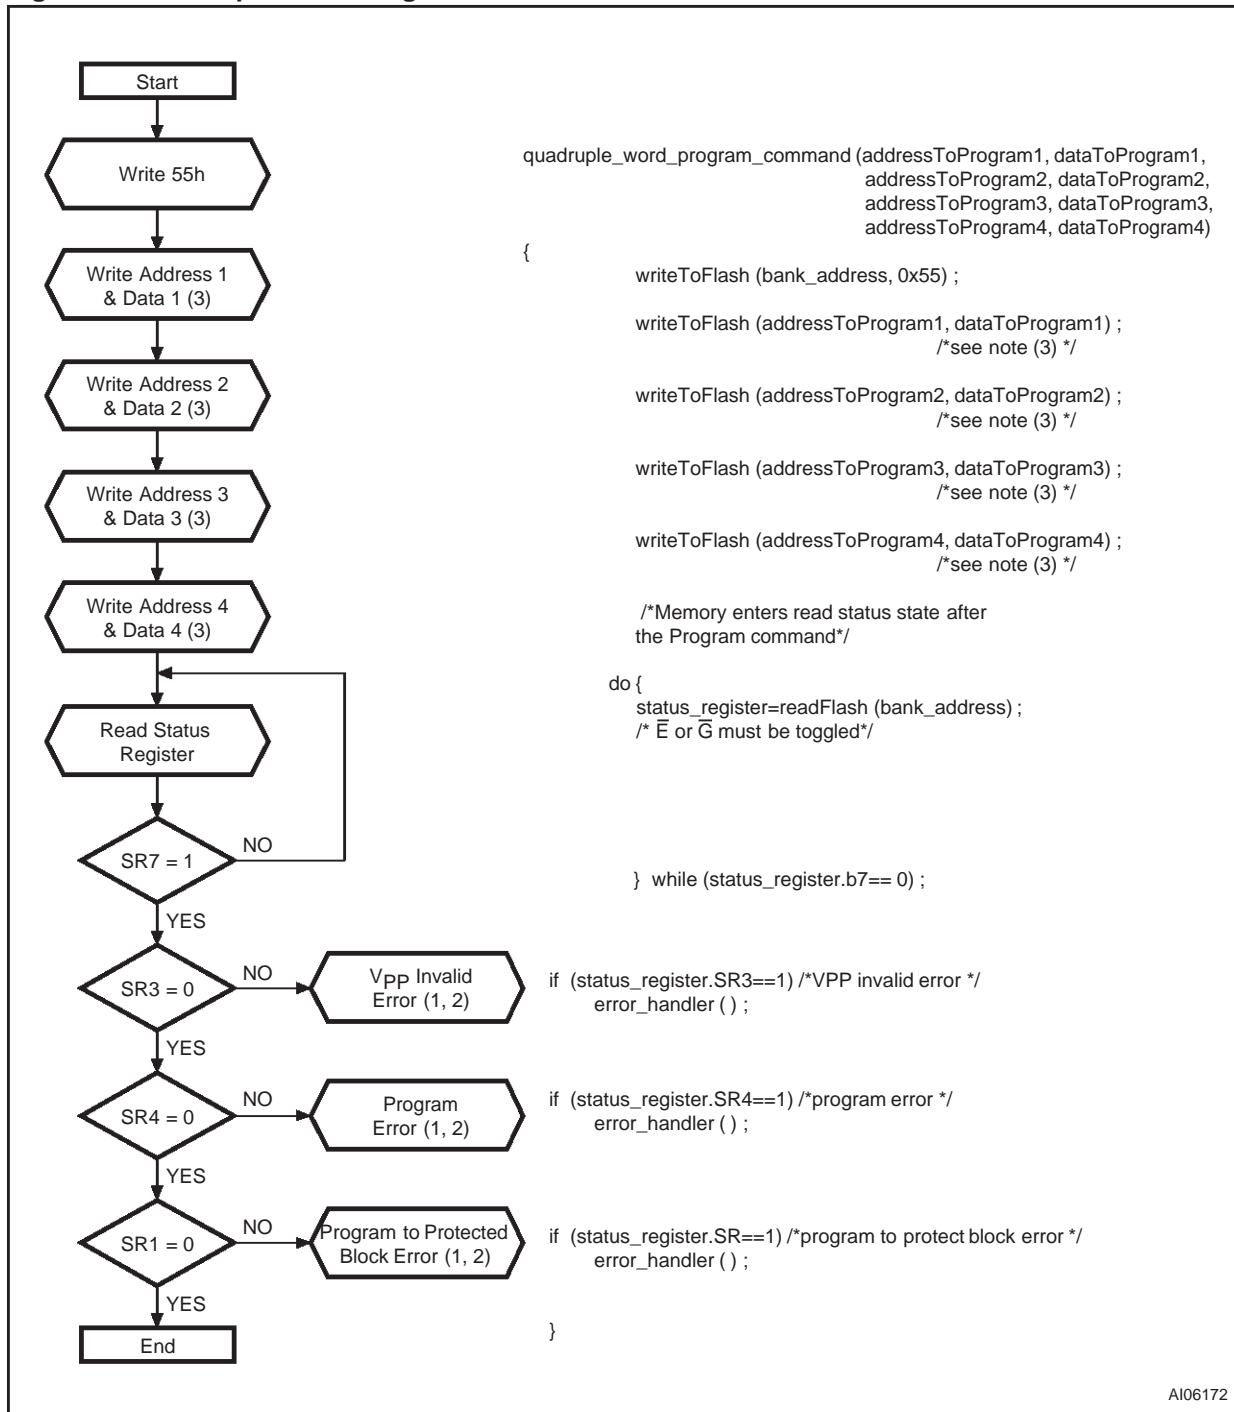 Start
Write 55h
Write Address 1
& Data 1 (3)
Write Address 2
& Data 2 (3)
Write Address 3
& Data 3 (3)
Write Address 4
& Data 4 (3)
Read Status
Register
SR7 = 1
NO
YES
SR3 = 0
NO
VPP Invalid
Error (1, 2)
YES
SR4 = 0
NO
Program
Error (1, 2)
YES
SR1 = 0
NO
Program to Protected
Block Error (1, 2)
YES
End
quadruple_word_program_command (addressToProgram1, dataToProgram1,
addressToProgram2, dataToProgram2,
addressToProgram3, dataToProgram3,
addressToProgram4, dataToProgram4)
{
writeToFlash (bank_address, 0x55) ;
writeToFlash (addressToProgram1, dataToProgram1) ;
/*see note (3) */
writeToFlash (addressToProgram2, dataToProgram2) ;
/*see note (3) */
writeToFlash (addressToProgram3, dataToProgram3) ;
/*see note (3) */
writeToFlash (addressToProgram4, dataToProgram4) ;
/*see note (3) */
/*Memory enters read status state after
the Program command*/
do {
status_register=readFlash (bank_address) ;
/* E̅ or G̅ must be toggled*/
} while (status_register.b7== 0) ;
if (status_register.SR3==1) /*VPP invalid error */
error_handler ( ) ;
if (status_register.SR4==1) /*program error */
error_handler ( ) ;
if (status_register.SR==1) /*program to protect block error */
error_handler ( ) ;
}
AI06172